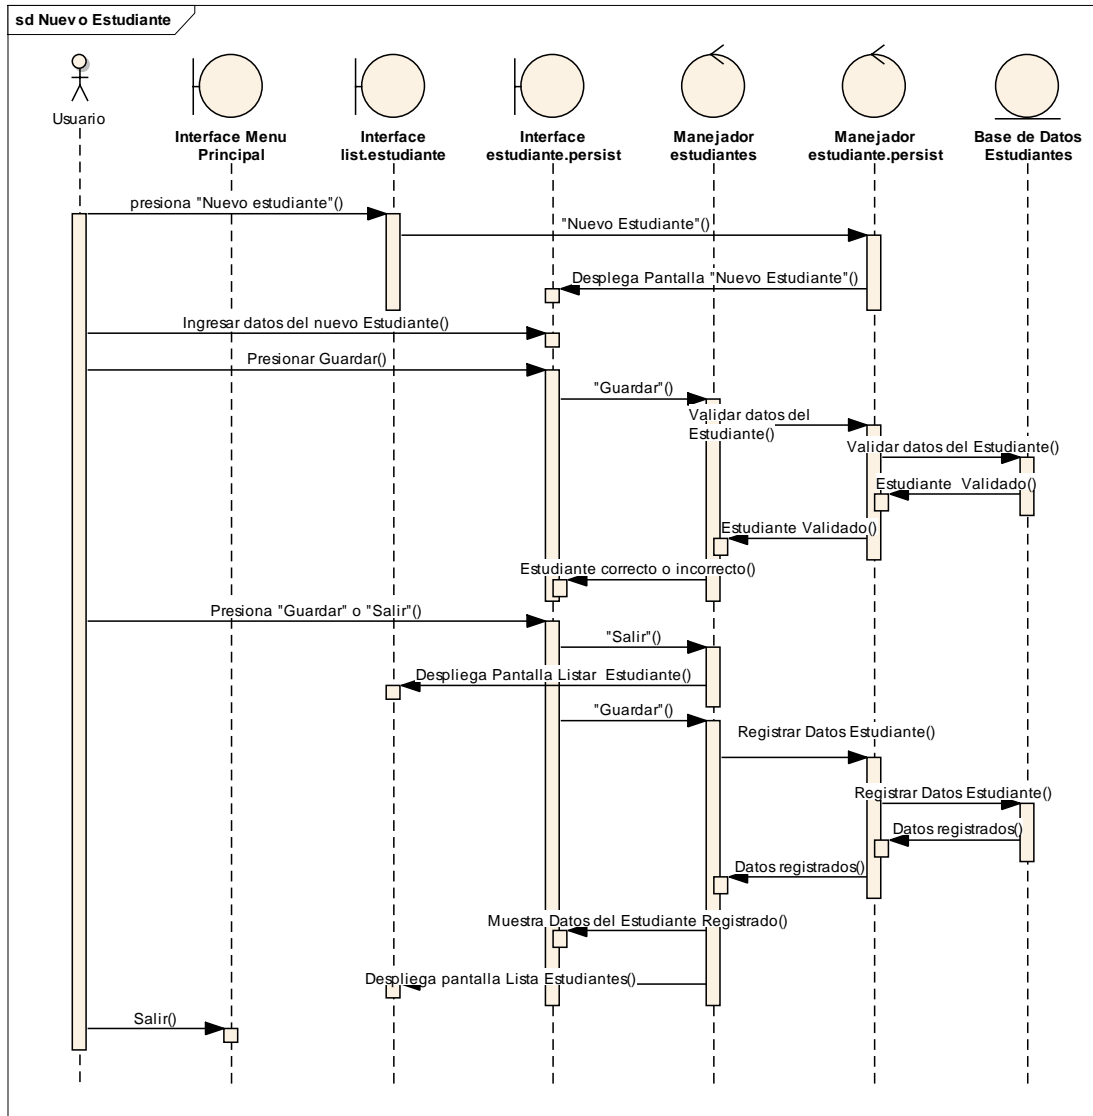 sd Nuevo Estudiante
Usuario
Interface Menu
Principal
Interface
list.estudiante
Interface
estudiante.persist
Manejador
estudiantes
Manejador
estudiante.persist
Base de Datos
Estudiantes
presiona "Nuevo estudiante"()
"Nuevo Estudiante"()
Desplega Pantalla "Nuevo Estudiante"()
Ingresar datos del nuevo Estudiante()
Presionar Guardar()
"Guardar"()
Validar datos del
Estudiante()
Validar datos del Estudiante()
Estudiante Validado()
Estudiante Validado()
Estudiante correcto o incorrecto()
Presiona "Guardar" o "Salir"()
"Salir"()
Despliega Pantalla Listar Estudiante()
"Guardar"()
Registrar Datos Estudiante()
Registrar Datos Estudiante()
Datos registrados()
Datos registrados()
Muestra Datos del Estudiante Registrado()
Despliega pantalla Lista Estudiantes()
Salir()